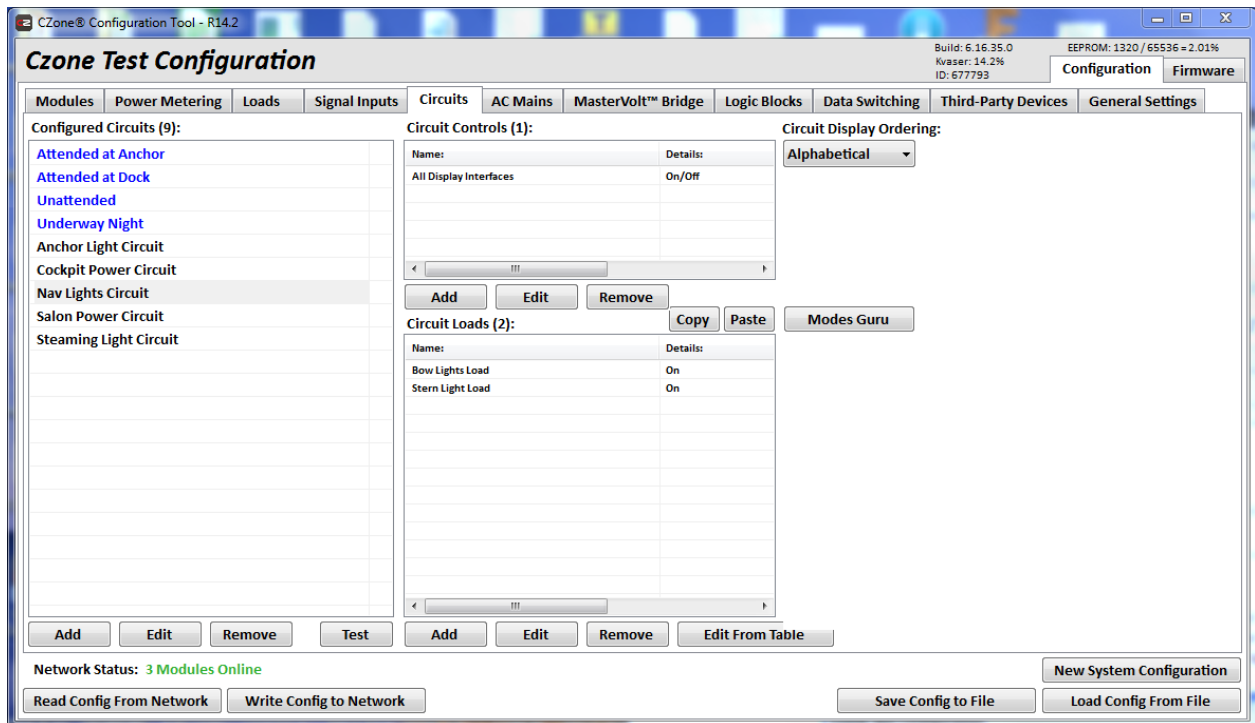 CZone® Configuration Tool - R14.2
Czone Test Configuration
Build: 6.16.35.0
Kvaser: 14.2%
ID: 677793
EEPROM: 1320 / 65536 = 2.01%
Configuration Firmware
Modules Power Metering Loads Signal Inputs Circuits AC Mains MasterVolt™ Bridge Logic Blocks Data Switching Third-Party Devices General Settings
Configured Circuits (9):
Attended at Anchor
Attended at Dock
Unattended
Underway Night
Anchor Light Circuit
Cockpit Power Circuit
Nav Lights Circuit
Salon Power Circuit
Steaming Light Circuit
Add Edit Remove Test
Circuit Controls (1):
Name: Details:
All Display Interfaces On/Off
Add Edit Remove
Copy Paste Modes Guru
Circuit Loads (2):
Name: Details:
Bow Lights Load On
Stern Light Load On
Add Edit Remove Edit From Table
Circuit Display Ordering:
Alphabetical
Network Status: 3 Modules Online
New System Configuration
Read Config From Network Write Config to Network Save Config to File Load Config From File